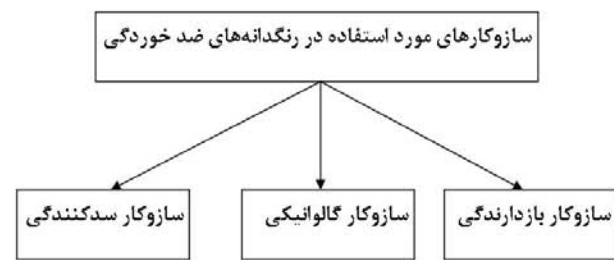 سازوکارهای مورد استفاده در رنگدانه‌های ضد خوردگی
سازوکار بازدارندگی
سازوکار گالوانیکی
سازوکار سدکنندگی